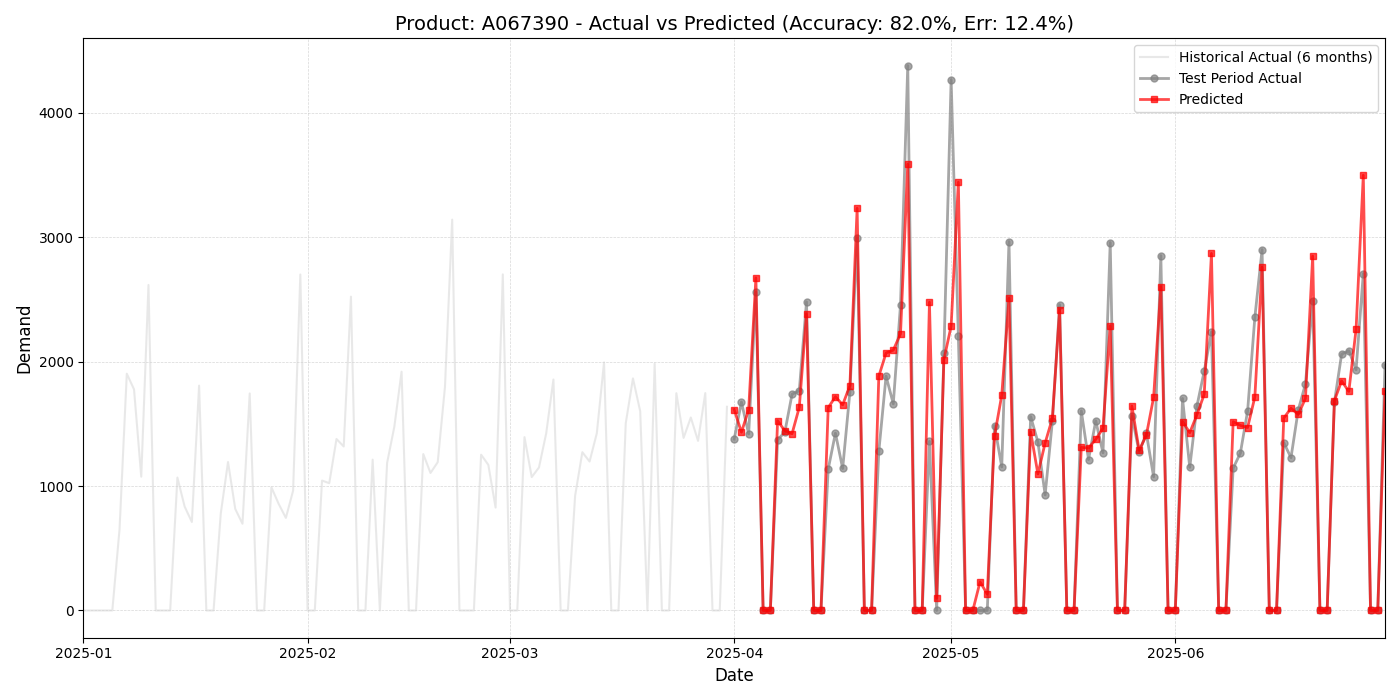 Product: A067390 - Actual vs Predicted (Accuracy: 82.0%, Err: 12.4%)
Historical Actual (6 months)
Test Period Actual
Predicted
4000
3000
2000
1000
0
Demand
2025-01 2025-02 2025-03 2025-04 2025-05 2025-06
Date